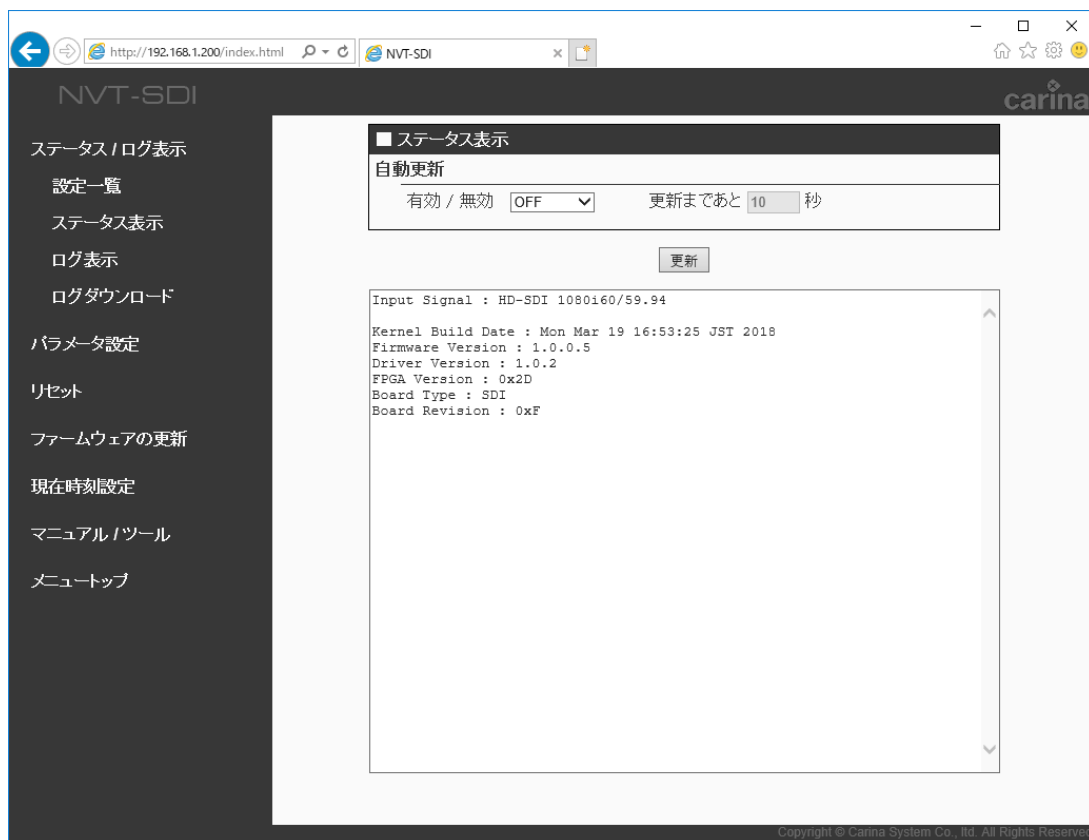 http://192.168.1.200/index.html
NVT-SDI
NVT-SDI
carina
ステータス / ログ表示
設定一覧
ステータス表示
ログ表示
ログダウンロード
パラメータ設定
リセット
ファームウェアの更新
現在時刻設定
マニュアル / ツール
メニュートップ
■ ステータス表示
自動更新
有効 / 無効 OFF 更新まであと 10 秒
更新
Input Signal : HD-SDI 1080i60/59.94
Kernel Build Date : Mon Mar 19 16:53:25 JST 2018
Firmware Version : 1.0.0.5
Driver Version : 1.0.2
FPGA Version : 0x2D
Board Type : SDI
Board Revision : 0xF
Copyright © Carina System Co., ltd. All Rights Reserve